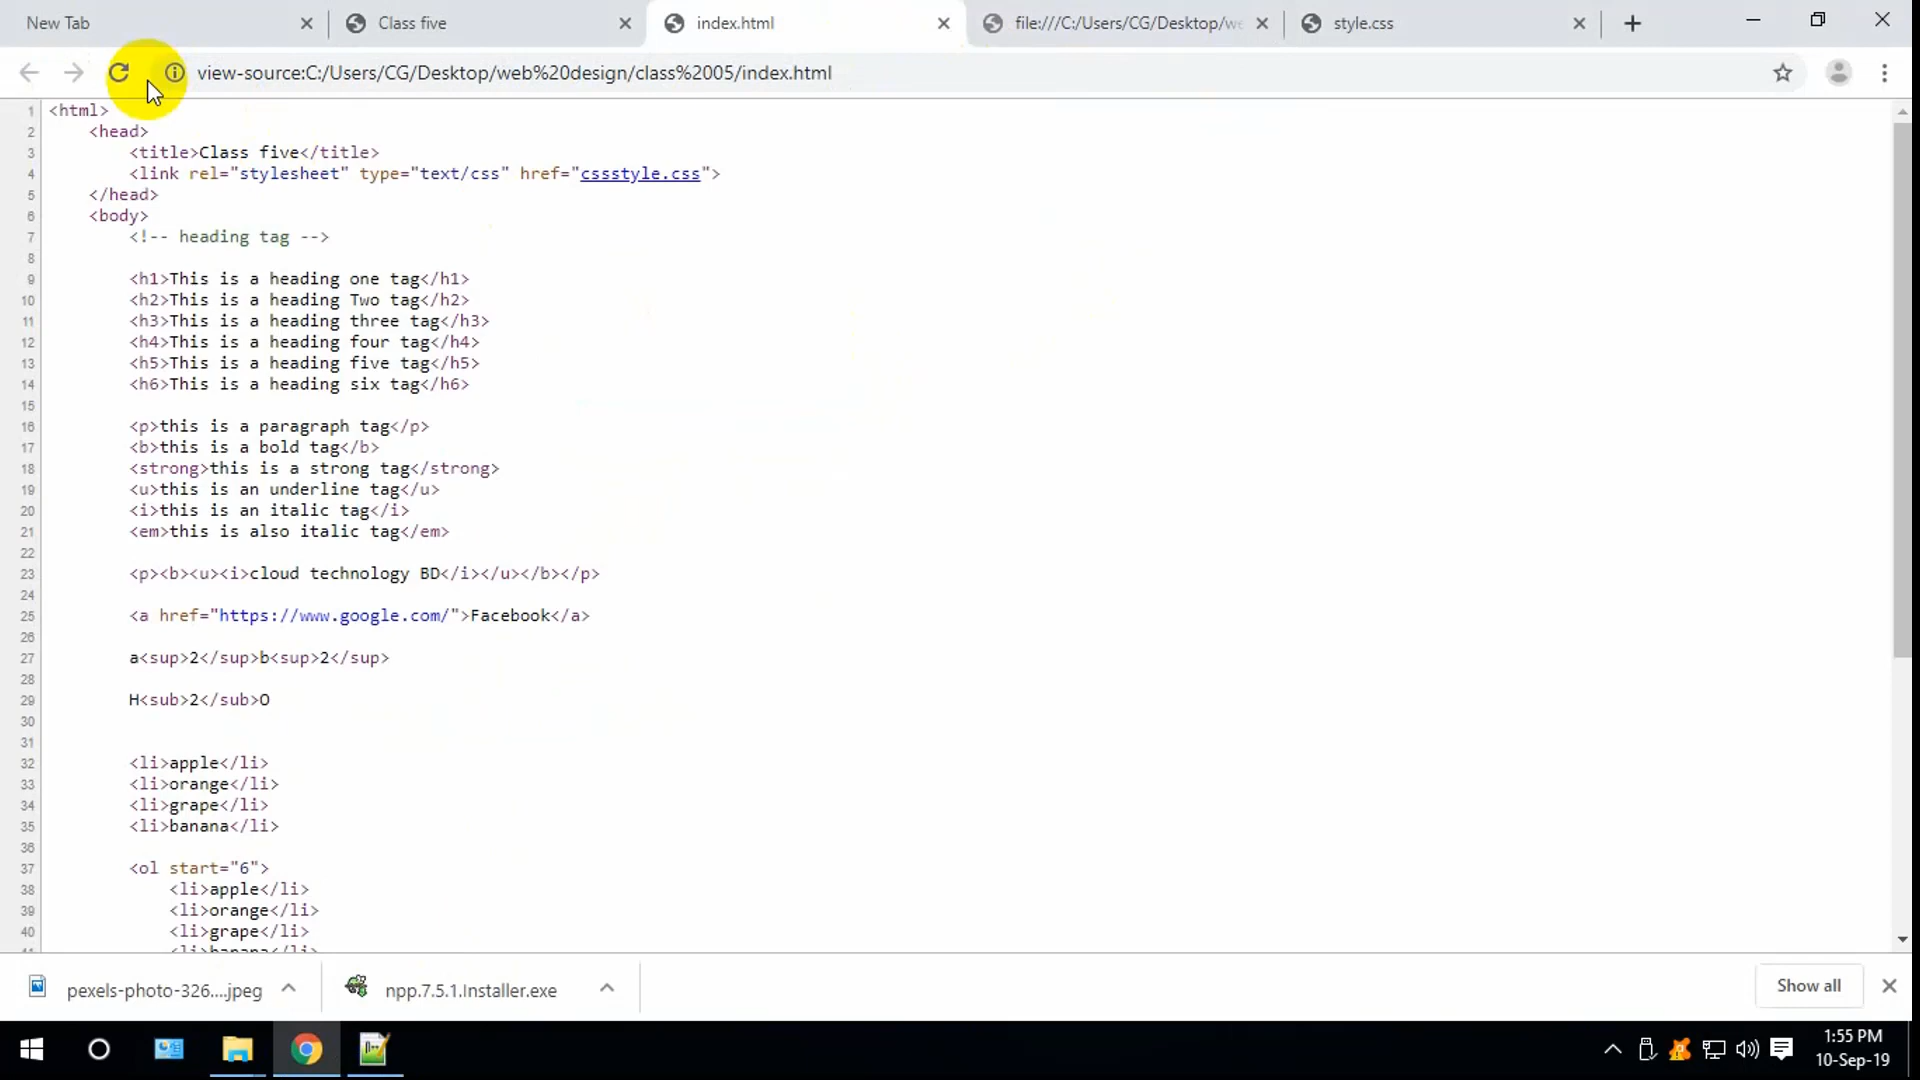 New Tab
Class five
index.html
file:///C:/Users/CG/Desktop/we
style.css
view-source:C:/Users/CG/Desktop/web%20design/class%2005/index.html
1 <html>
2 <head>
3 <title>Class five</title>
4 <link rel="stylesheet" type="text/css" href="cssstyle.css">
5 </head>
6 <body>
7 <!-- heading tag -->
8
9 <h1>This is a heading one tag</h1>
10 <h2>This is a heading Two tag</h2>
11 <h3>This is a heading three tag</h3>
12 <h4>This is a heading four tag</h4>
13 <h5>This is a heading five tag</h5>
14 <h6>This is a heading six tag</h6>
15
16 <p>this is a paragraph tag</p>
17 <b>this is a bold tag</b>
18 <strong>this is a strong tag</strong>
19 <u>this is an underline tag</u>
20 <i>this is an italic tag</i>
21 <em>this is also italic tag</em>
22
23 <p><b><u><i>cloud technology BD</i></u></b></p>
24
25 <a href="https://www.google.com/">Facebook</a>
26
27 a<sup>2</sup>b<sup>2</sup>
28
29 H<sub>2</sub>O
30
31
32 <li>apple</li>
33 <li>orange</li>
34 <li>grape</li>
35 <li>banana</li>
36
37 <ol start="6">
38 <li>apple</li>
39 <li>orange</li>
40 <li>grape</li>
41 <li>banana</li>
pexels-photo-326....jpeg
npp.7.5.1.Installer.exe
Show all
1:55 PM
10-Sep-19